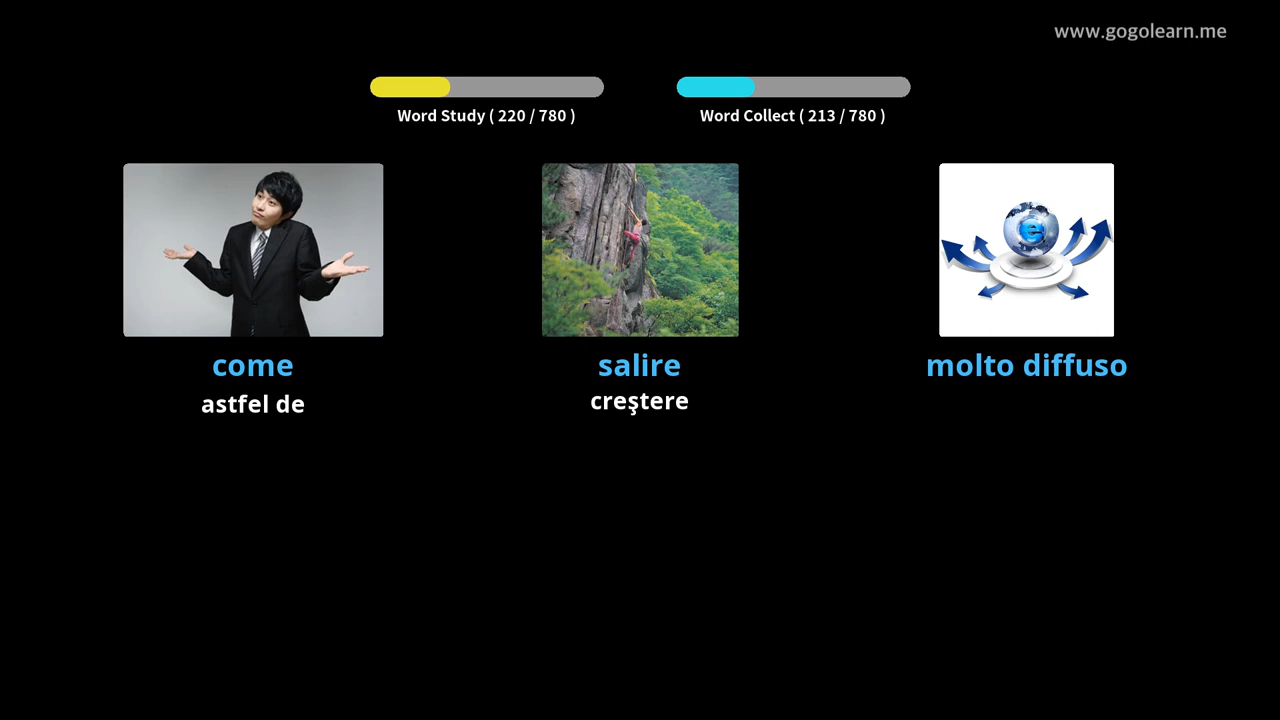 www.gogolearn.me
Word Study ( 220 / 780 )
Word Collect ( 213 / 780 )
come
salire
molto diffuso
astfel de
creştere